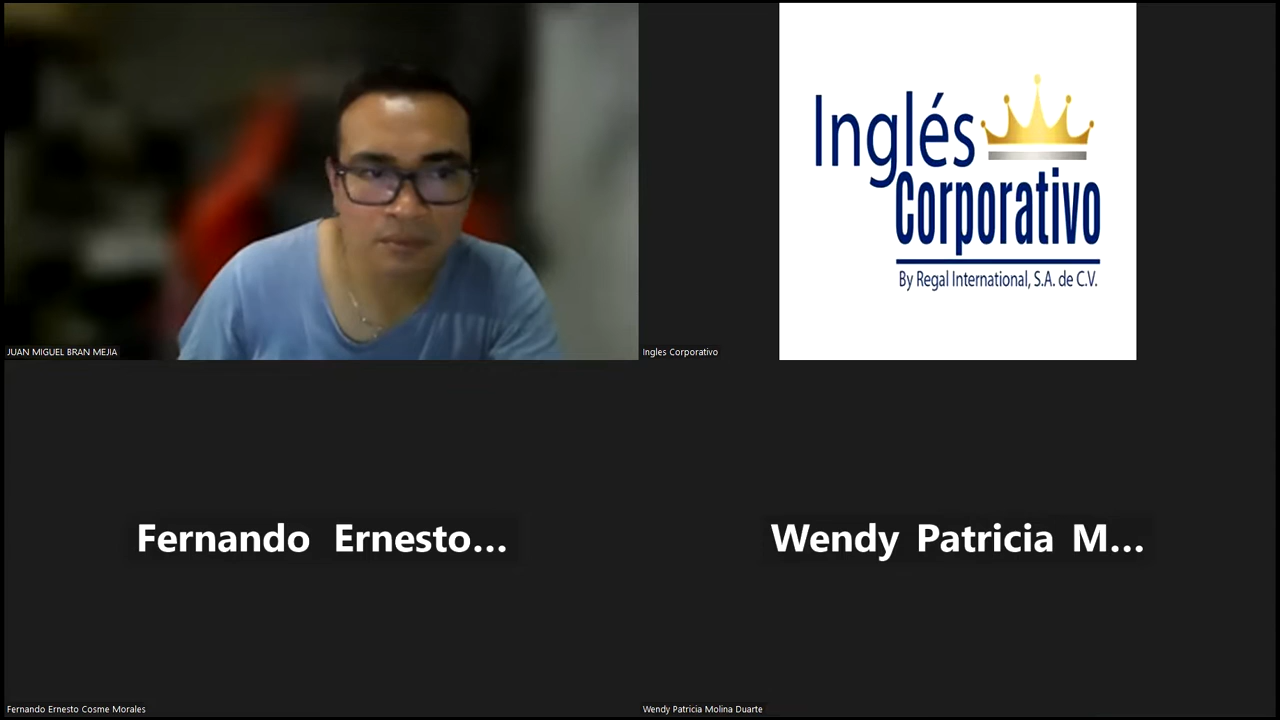 Inglés
Corporativo
By Regal International, S.A. de C.V.
JUAN MIGUEL BRAN MEJIA
Ingles Corporativo
Fernando Ernesto...
Wendy Patricia M...
Fernando Ernesto Cosme Morales
Wendy Patricia Molina Duarte